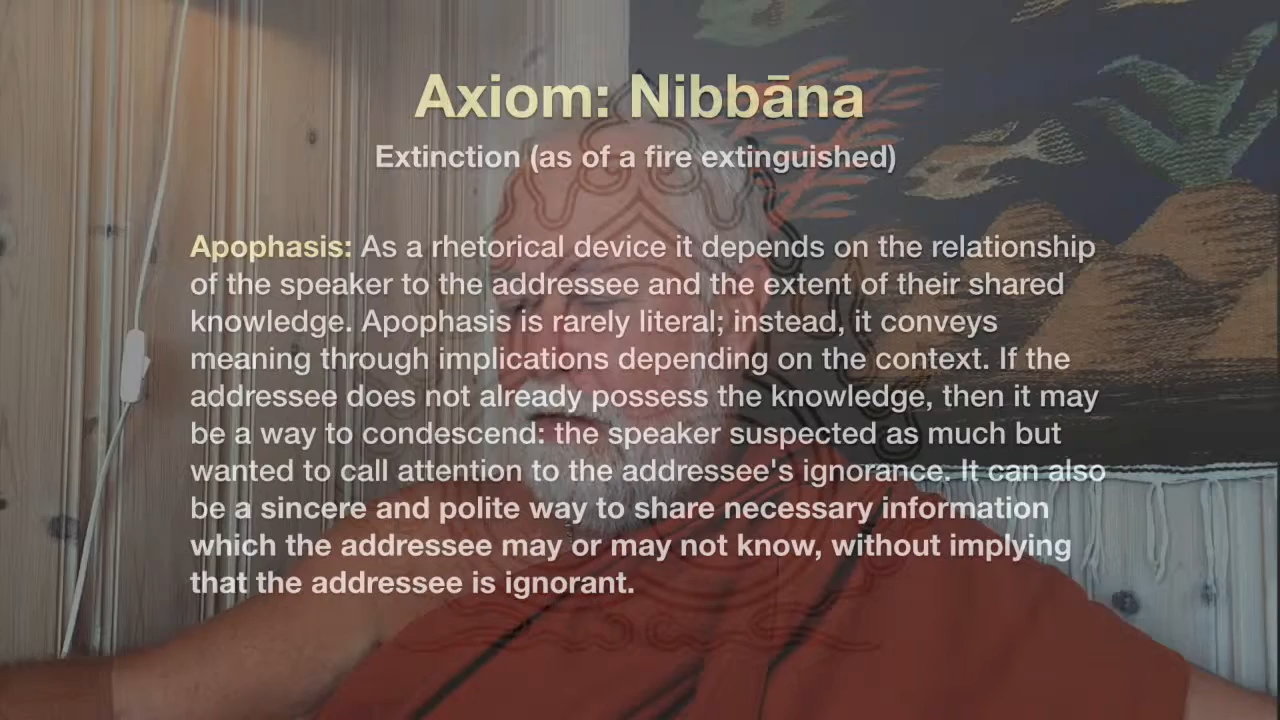 Axiom: Nibbāna
Extinction (as of a fire extinguished)
Apophasis: As a rhetorical device it depends on the relationship
of the speaker to the addressee and the extent of their shared
knowledge. Apophasis is rarely literal; instead, it conveys
meaning through implications depending on the context. If the
addressee does not already possess the knowledge, then it may
be a way to condescend: the speaker suspected as much but
wanted to call attention to the addressee's ignorance. It can also
be a sincere and polite way to share necessary information
which the addressee may or may not know, without implying
that the addressee is ignorant.